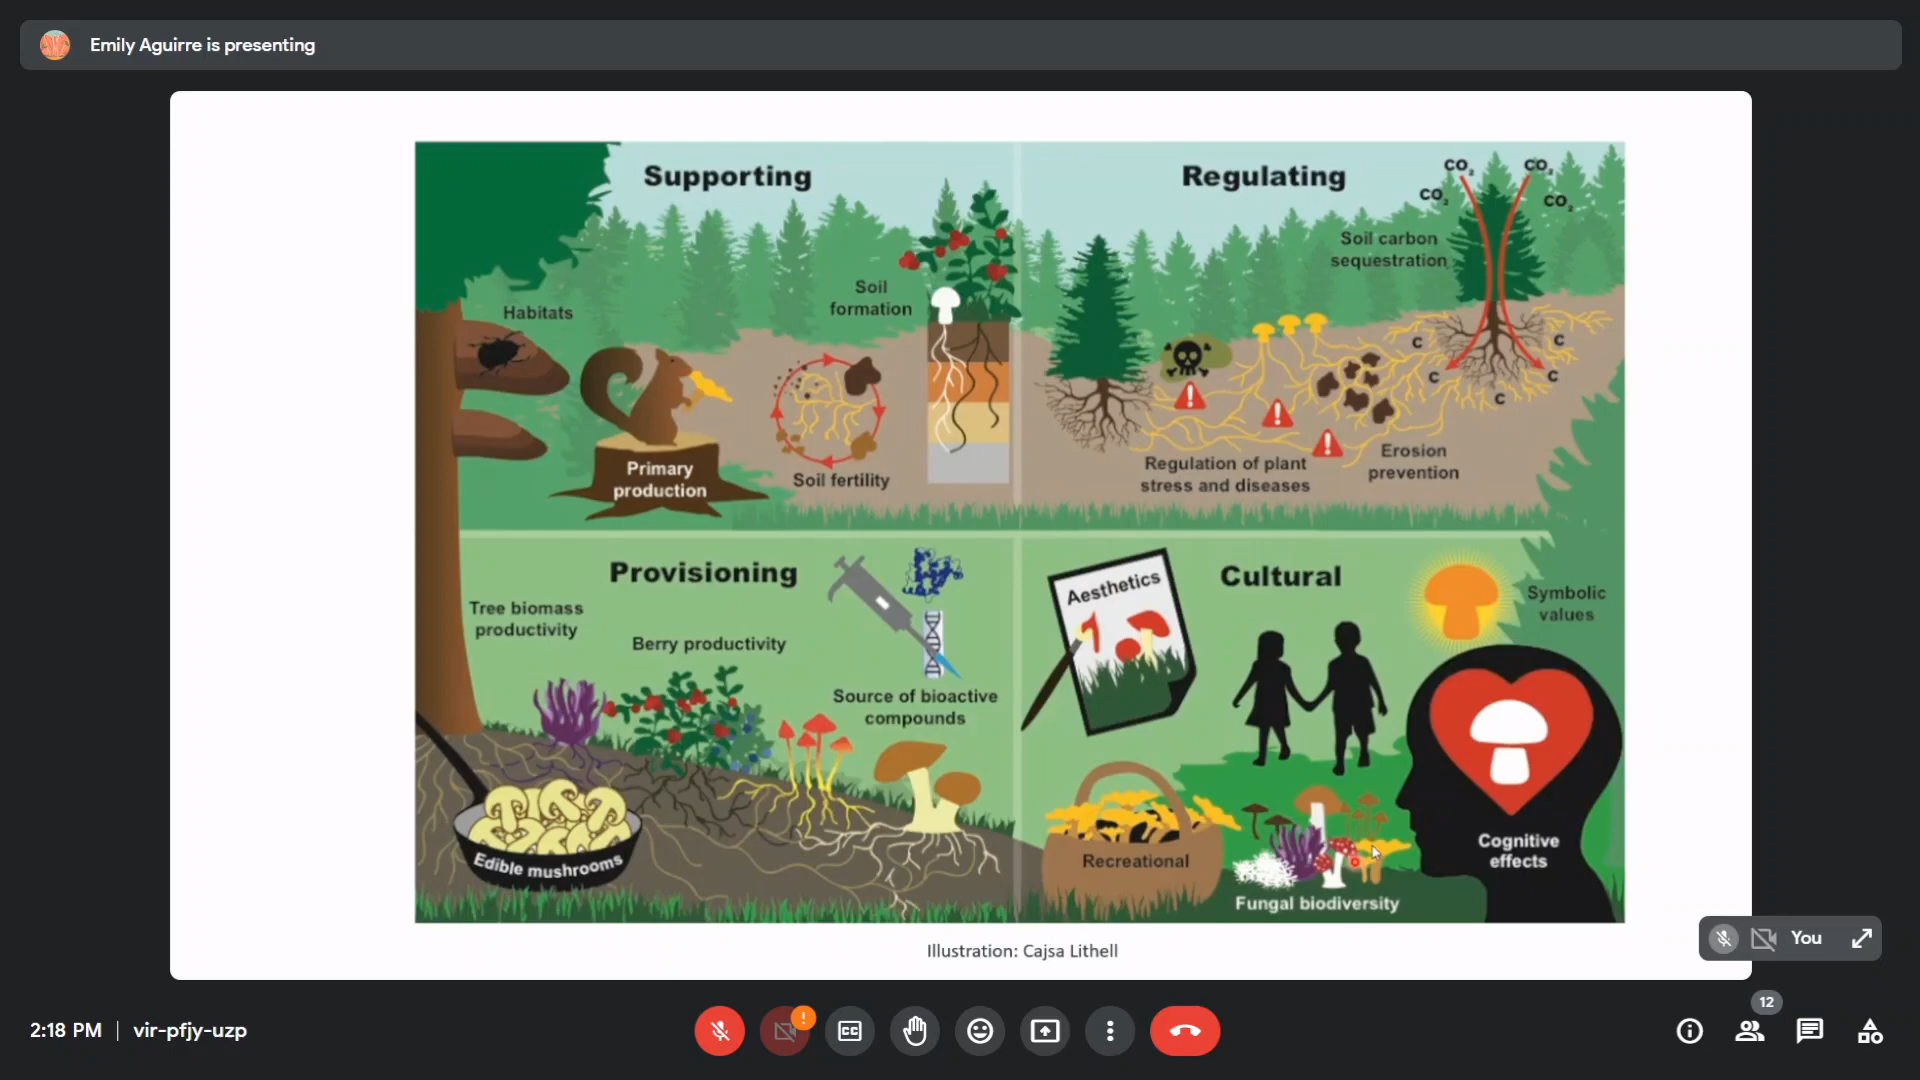 Emily Aguirre is presenting
Supporting
Habitats
Soil
formation
Primary
production
Soil fertility
Regulating
CO2
CO2
CO2
CO2
Soil carbon
sequestration
C
C
C
C
C
Regulation of plant
stress and diseases
Erosion
prevention
Provisioning
Tree biomass
productivity
Berry productivity
Source of bioactive
compounds
Edible mushrooms
Cultural
Aesthetics
Symbolic
values
Recreational
Fungal biodiversity
Cognitive
effects
Illustration: Cajsa Lithell
You
12
2:18 PM | vir-pfjy-uzp
!
CC